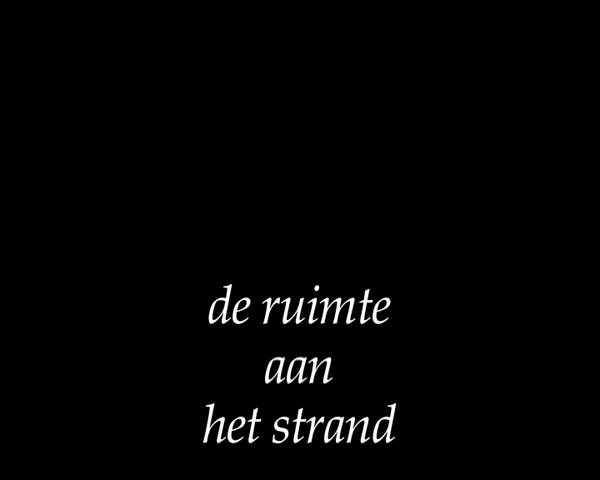 de ruimte
aan
het strand